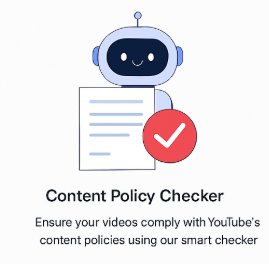 Content Policy Checker
Ensure your videos comply with YouTube's
content policies using our smart checker